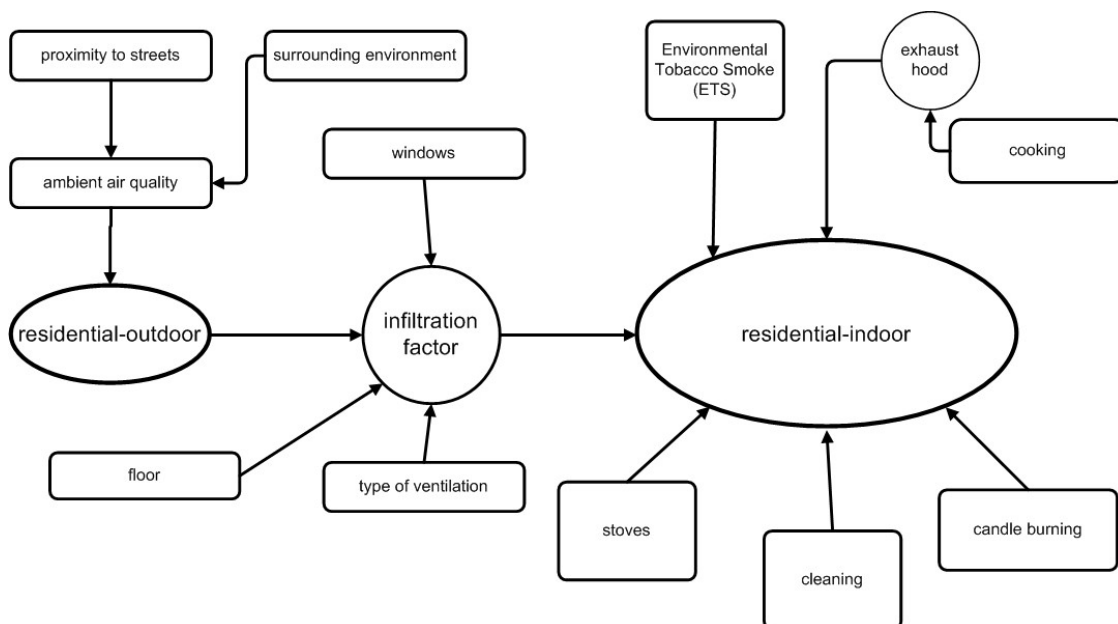 proximity to streets
surrounding environment
Environmental
Tobacco Smoke
(ETS)
exhaust
hood
windows
cooking
ambient air quality
residential-outdoor
infiltration
factor
residential-indoor
floor
type of ventilation
stoves
candle burning
cleaning